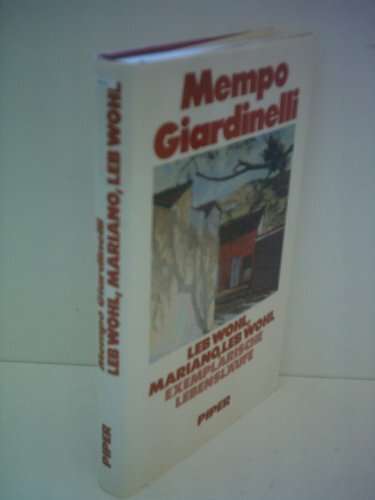 Mempo
Giardinelli
LEB WOHL,
MARIANO, LEB WOHL
EXEMPLARISCHE
LEBENSLÄUFE
PIPER
Mempo Giardinelli
LEB WOHL, MARIANO, LEB WOHL
PIPER